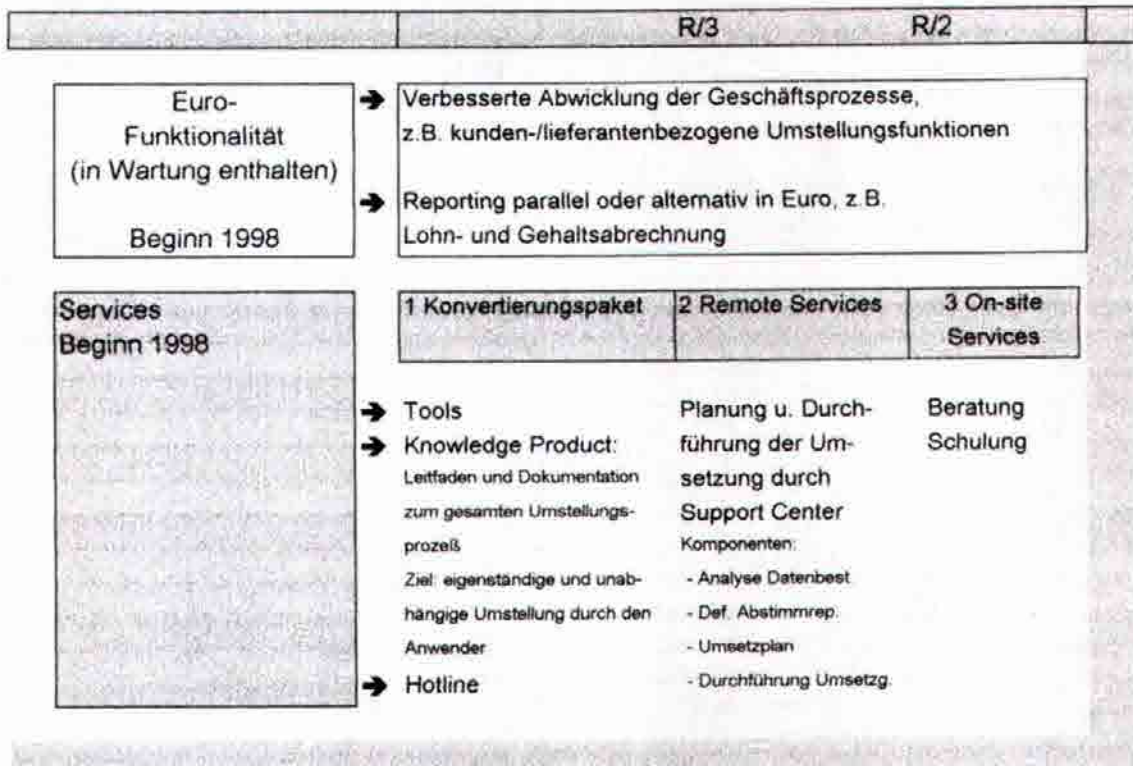 R/3 R/2
Euro-
Funktionalität
(in Wartung enthalten)
Beginn 1998
➔ Verbesserte Abwicklung der Geschäftsprozesse,
z.B. kunden-/lieferantenbezogene Umstellungsfunktionen
➔ Reporting parallel oder alternativ in Euro, z.B.
Lohn- und Gehaltsabrechnung
Services
Beginn 1998
1 Konvertierungspaket
2 Remote Services
3 On-site
Services
➔ Tools
➔ Knowledge Product:
Leitfaden und Dokumentation
zum gesamten Umstellungs-
prozeß
Ziel: eigenständige und unab-
hängige Umstellung durch den
Anwender
➔ Hotline
Planung u. Durch-
führung der Um-
setzung durch
Support Center
Komponenten:
- Analyse Datenbest.
- Def. Abstimmrep.
- Umsetzplan
- Durchführung Umsetzg.
Beratung
Schulung